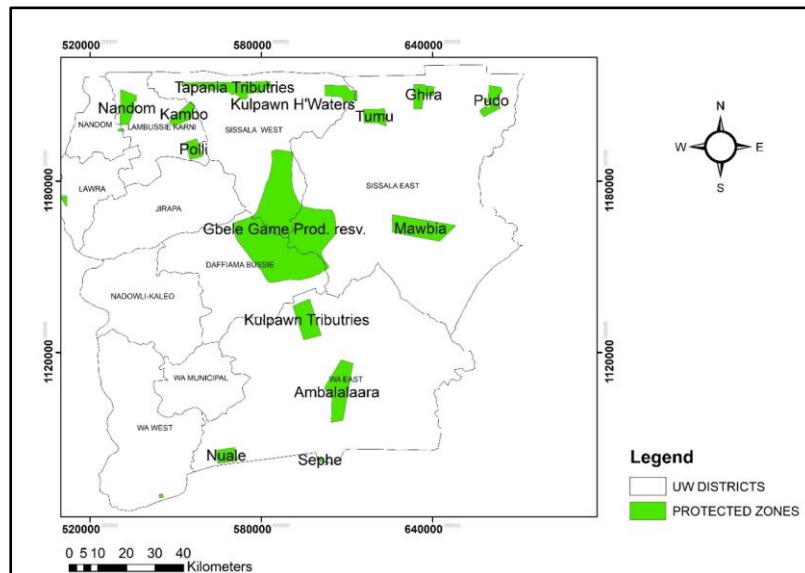 520000 580000 640000
Tapania Tributries
Nandom
Kulpawn H'Waters
Ghira
Pudo
Kambo
Tumu
NANDOM
LAMBUSSIE KARNI
SISSALA WEST
Polli
N
W E
S
1180000 1180000
LAWRA
SISSALA EAST
JIRAPA
Gbele Game Prod. resv.
Mawbia
DAFFIAMA BUSSIE
NADOWLI-KALEO
Kulpawn Tributries
1120000 1120000
WA MUNICIPAL
WA EAST
Ambalalaara
WA WEST
Nuale
Sephe
Legend
UW DISTRICTS
PROTECTED ZONES
520000 580000 640000
0 5 10 20 30 40
Kilometers